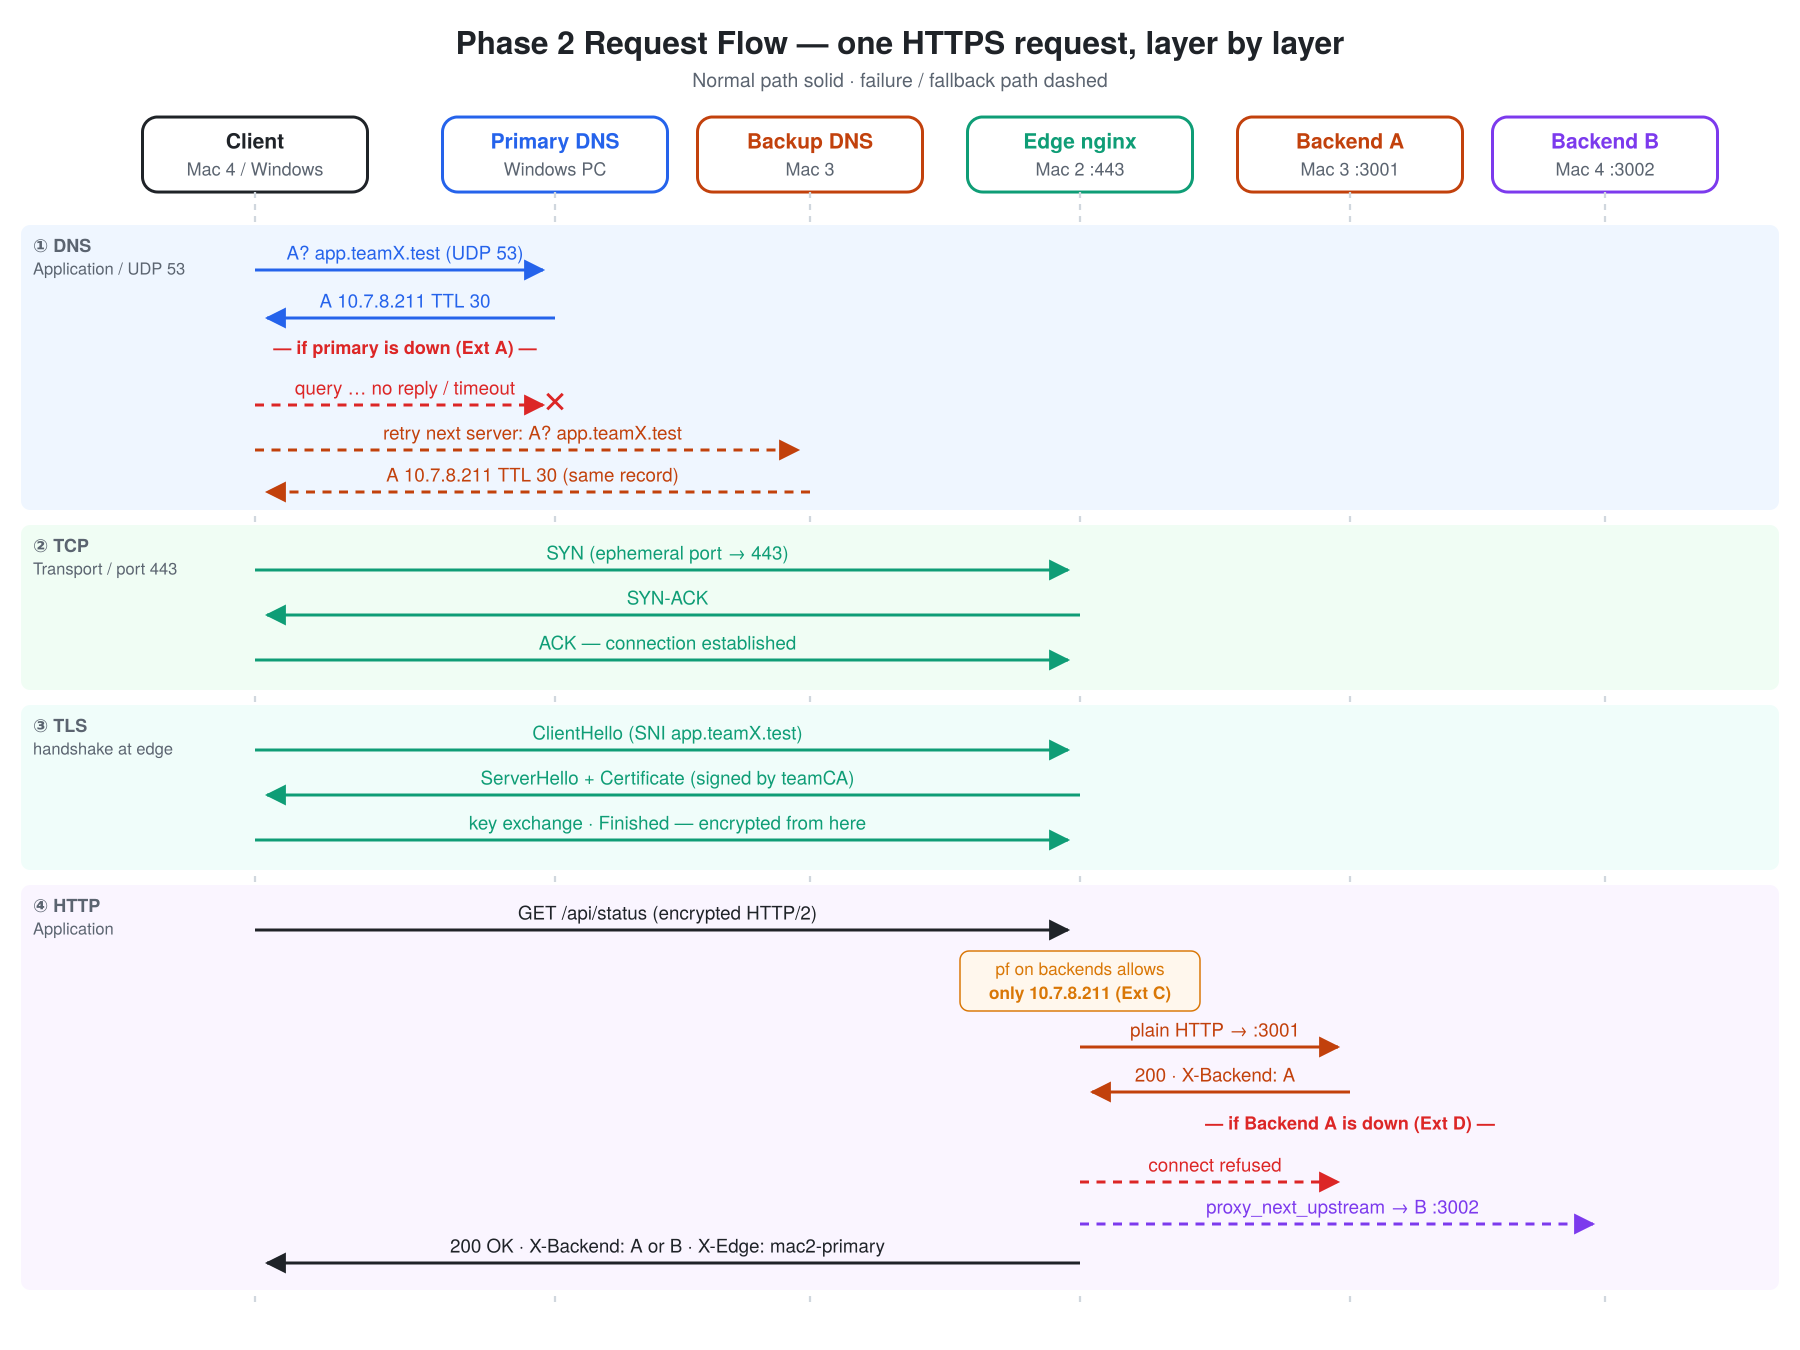 Phase 2 Request Flow — one HTTPS request, layer by layer
Normal path solid · failure / fallback path dashed
Client
Mac 4 / Windows
Primary DNS
Windows PC
Backup DNS
Mac 3
Edge nginx
Mac 2 :443
Backend A
Mac 3 :3001
Backend B
Mac 4 :3002
① DNS
Application / UDP 53
A? app.teamX.test (UDP 53)
A 10.7.8.211 TTL 30
— if primary is down (Ext A) —
query … no reply / timeout
✕
retry next server: A? app.teamX.test
A 10.7.8.211 TTL 30 (same record)
② TCP
Transport / port 443
SYN (ephemeral port → 443)
SYN-ACK
ACK — connection established
③ TLS
handshake at edge
ClientHello (SNI app.teamX.test)
ServerHello + Certificate (signed by teamCA)
key exchange · Finished — encrypted from here
④ HTTP
Application
GET /api/status (encrypted HTTP/2)
pf on backends allows
only 10.7.8.211 (Ext C)
plain HTTP → :3001
200 · X-Backend: A
— if Backend A is down (Ext D) —
connect refused
proxy_next_upstream → B :3002
200 OK · X-Backend: A or B · X-Edge: mac2-primary